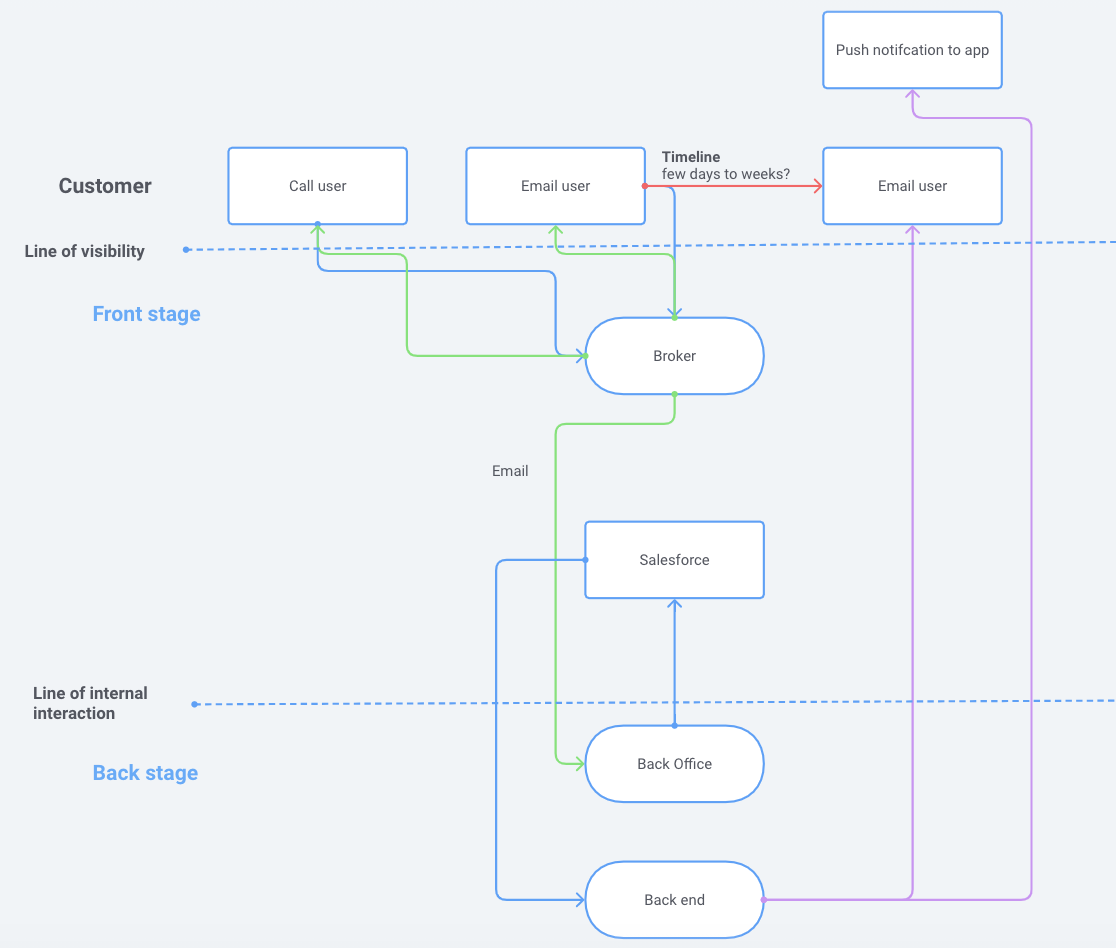 Push notifcation to app
Timeline
few days to weeks?
Customer
Call user
Email user
Email user
Line of visibility
Front stage
Broker
Email
Salesforce
Line of internal
interaction
Back Office
Back stage
Back end